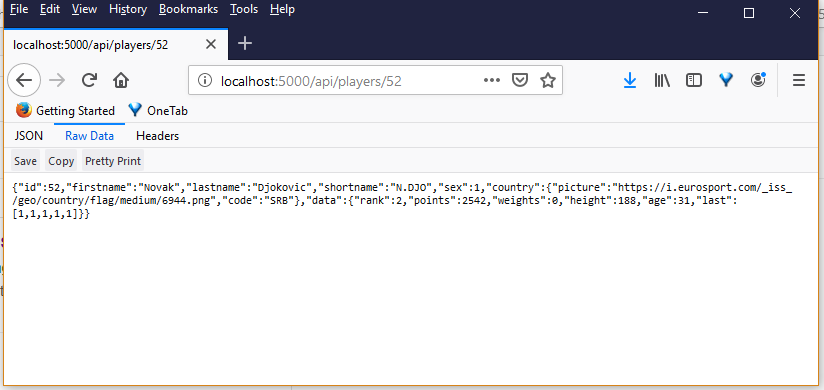 File Edit View History Bookmarks Tools Help
localhost:5000/api/players/52
localhost:5000/api/players/52
Getting Started OneTab
JSON Raw Data Headers
Save Copy Pretty Print
{"id":52,"firstname":"Novak","lastname":"Djokovic","shortname":"N.DJO","sex":1,"country":{"picture":"https://i.eurosport.com/_iss_
/geo/country/flag/medium/6944.png","code":"SRB"},"data":{"rank":2,"points":2542,"weights":0,"height":188,"age":31,"last":
[1,1,1,1,1]}}